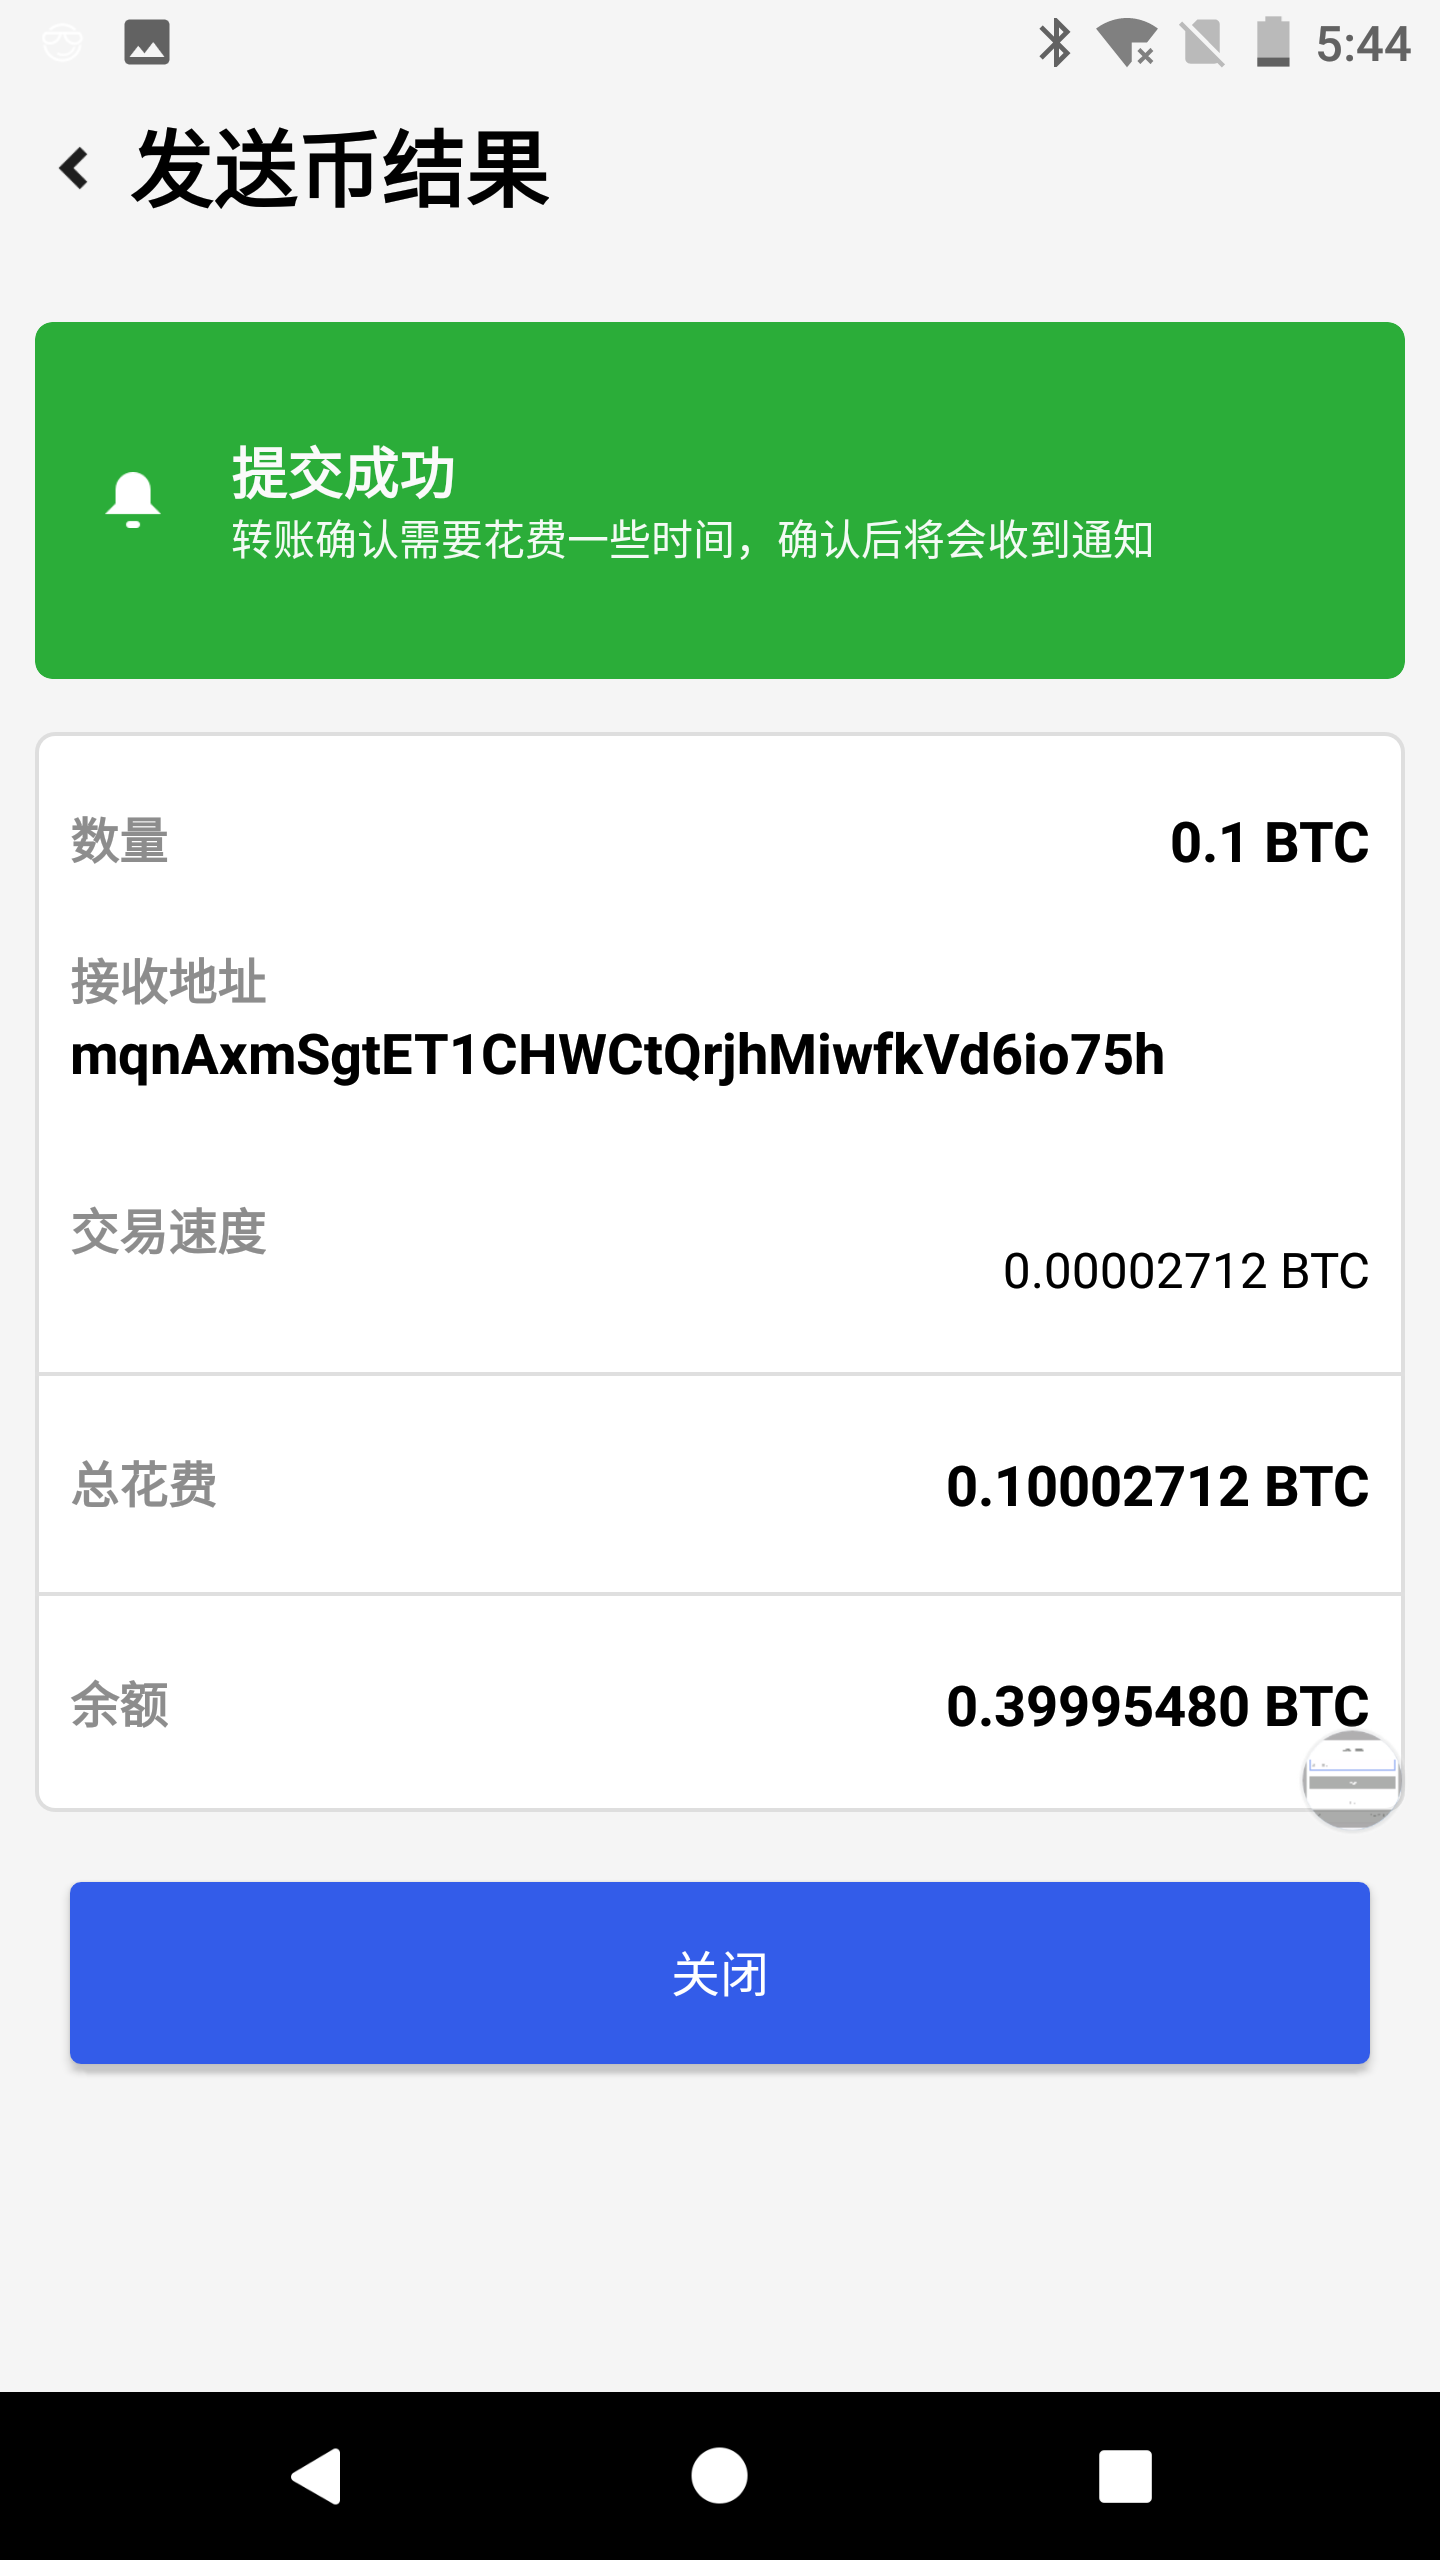 5:44
发送币结果
提交成功
转账确认需要花费一些时间，确认后将会收到通知
数量
0.1 BTC
接收地址
mqnAxmSgtET1CHWCtQrjhMiwfkVd6io75h
交易速度
0.00002712 BTC
总花费
0.10002712 BTC
余额
0.39995480 BTC
关闭